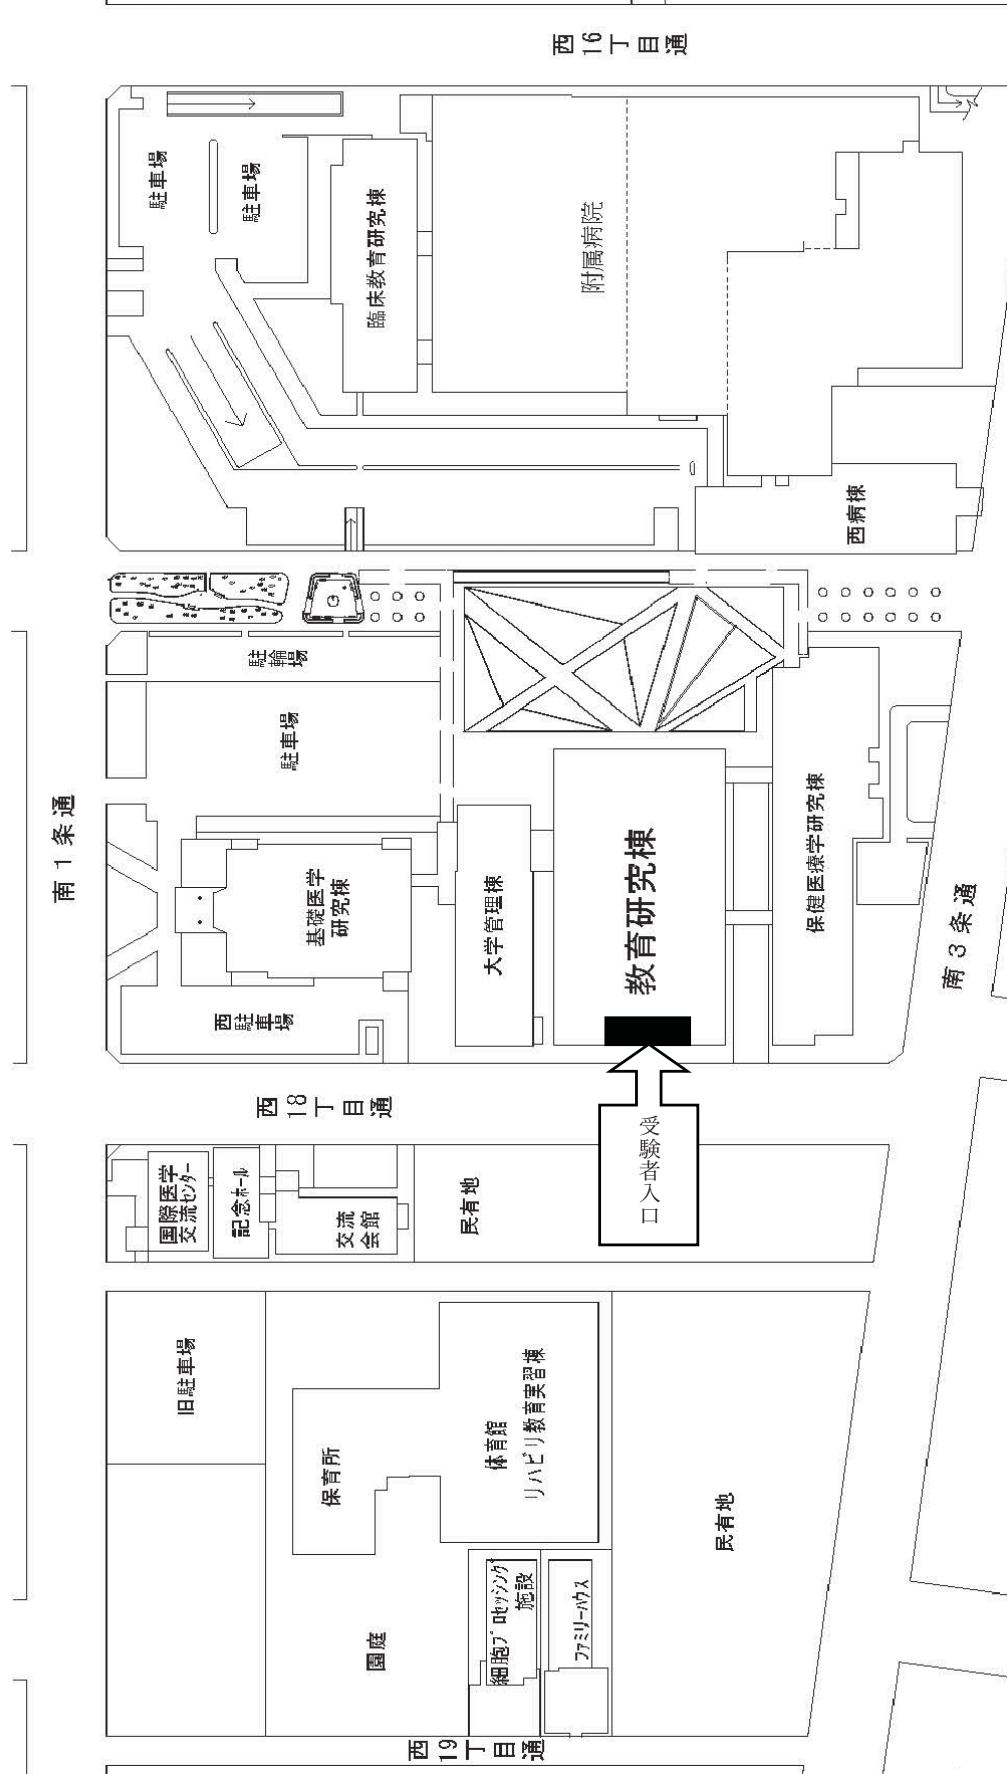 西16丁目通
駐車場
駐車場
臨床教育研究棟
附属病院
西病棟
駐輪
場
駐車場
南1条通
基礎医学
研究棟
大学管理棟
教育研究棟
保健医療学研究棟
南3条通
西
駐車場
西18丁目通
受験者入口
国際医学
交流センター
記念ホール
交流
会館
民有地
旧駐車場
保育所
体育館
リハビリ教育実習棟
民有地
園庭
細胞プロセッシング
施設
ファミリーハウス
西19丁目通